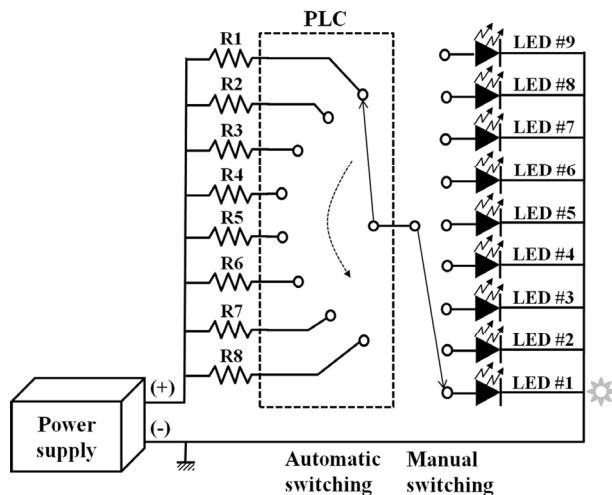 PLC
R1
R2
R3
R4
R5
R6
R7
R8
LED #9
LED #8
LED #7
LED #6
LED #5
LED #4
LED #3
LED #2
LED #1
(+)
(-)
Power
supply
Automatic
switching
Manual
switching